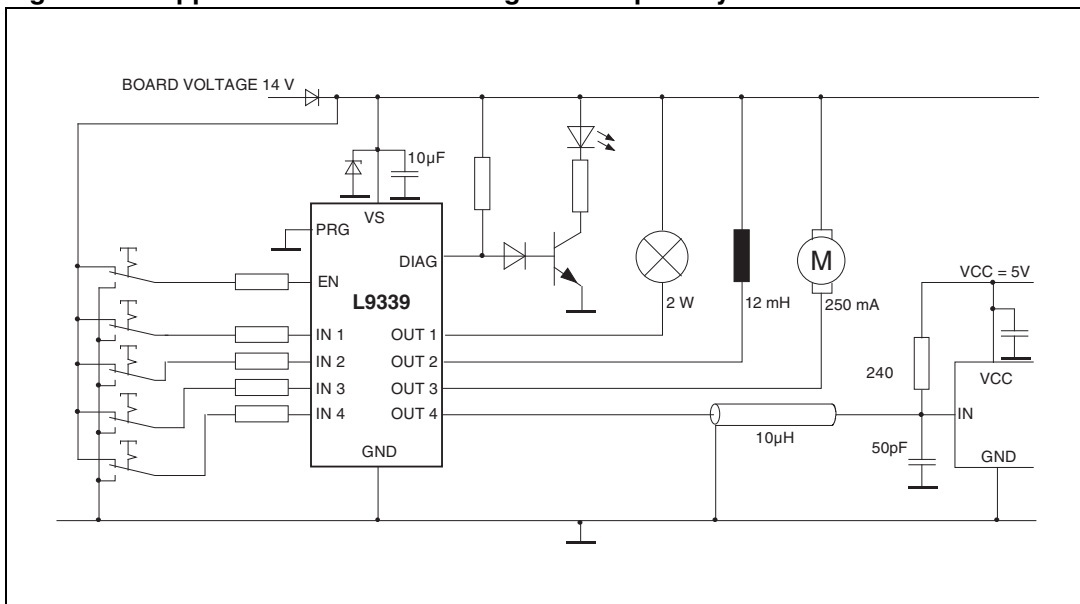 BOARD VOLTAGE 14 V
10µF
VS
PRG
DIAG
EN
L9339
M
VCC = 5V
2 W
12 mH
250 mA
IN 1
OUT 1
IN 2
OUT 2
IN 3
OUT 3
IN 4
OUT 4
240
VCC
IN
10µH
50pF
GND
GND